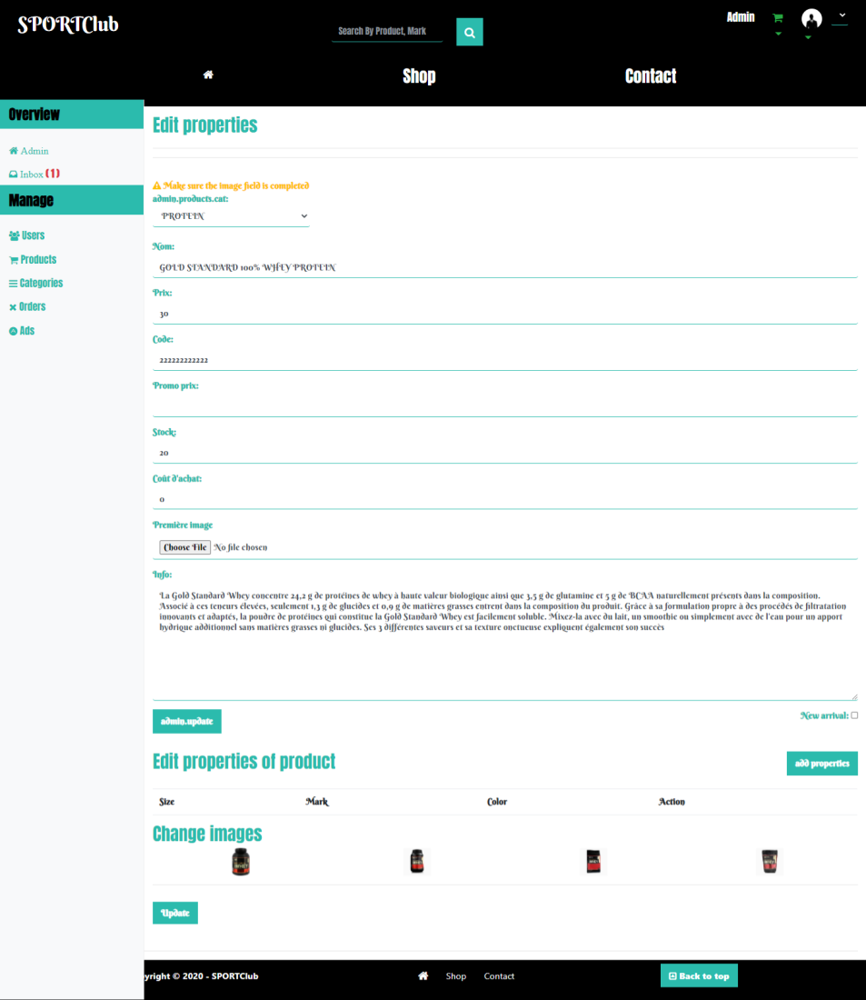 SPORTClub
Search By Product, Mark
Admin
Shop
Contact
Overview
Admin
Inbox (1)
Manage
Users
Products
Categories
Orders
Ads
Edit properties
Make sure the image field is completed
admin.products.cat:
PROTEIN
Nom:
GOLD STANDARD 100% WHEY PROTEIN
Prix:
30
Code:
222222222222
Promo prix:
Stock:
20
Coût d'achat:
0
Première image
Choose File No file chosen
Info:
La Gold Standard Whey concentre 24,2 g de protéines de whey à haute valeur biologique ainsi que 3,5 g de glutamine et 5 g de BCAA naturellement présents dans la composition.
Associé à ces teneurs élevées, seulement 1,3 g de glucides et 0,9 g de matières grasses entrent dans la composition du produit. Grâce à sa formulation propre à des procédés de filtration
innovants et adaptés, la poudre de protéines qui constitue la Gold Standard Whey est facilement soluble. Mixez-la avec du lait, un smoothie ou simplement avec de l'eau pour un apport
hydrique additionnel sans matières grasses ni glucides. Ses 3 différentes saveurs et sa texture onctueuse expliquent également son succès
admin.update
New arrival:
Edit properties of product
add properties
Size Mark Color Action
Change images
Update
yright © 2020 - SPORTClub
Shop
Contact
Back to top